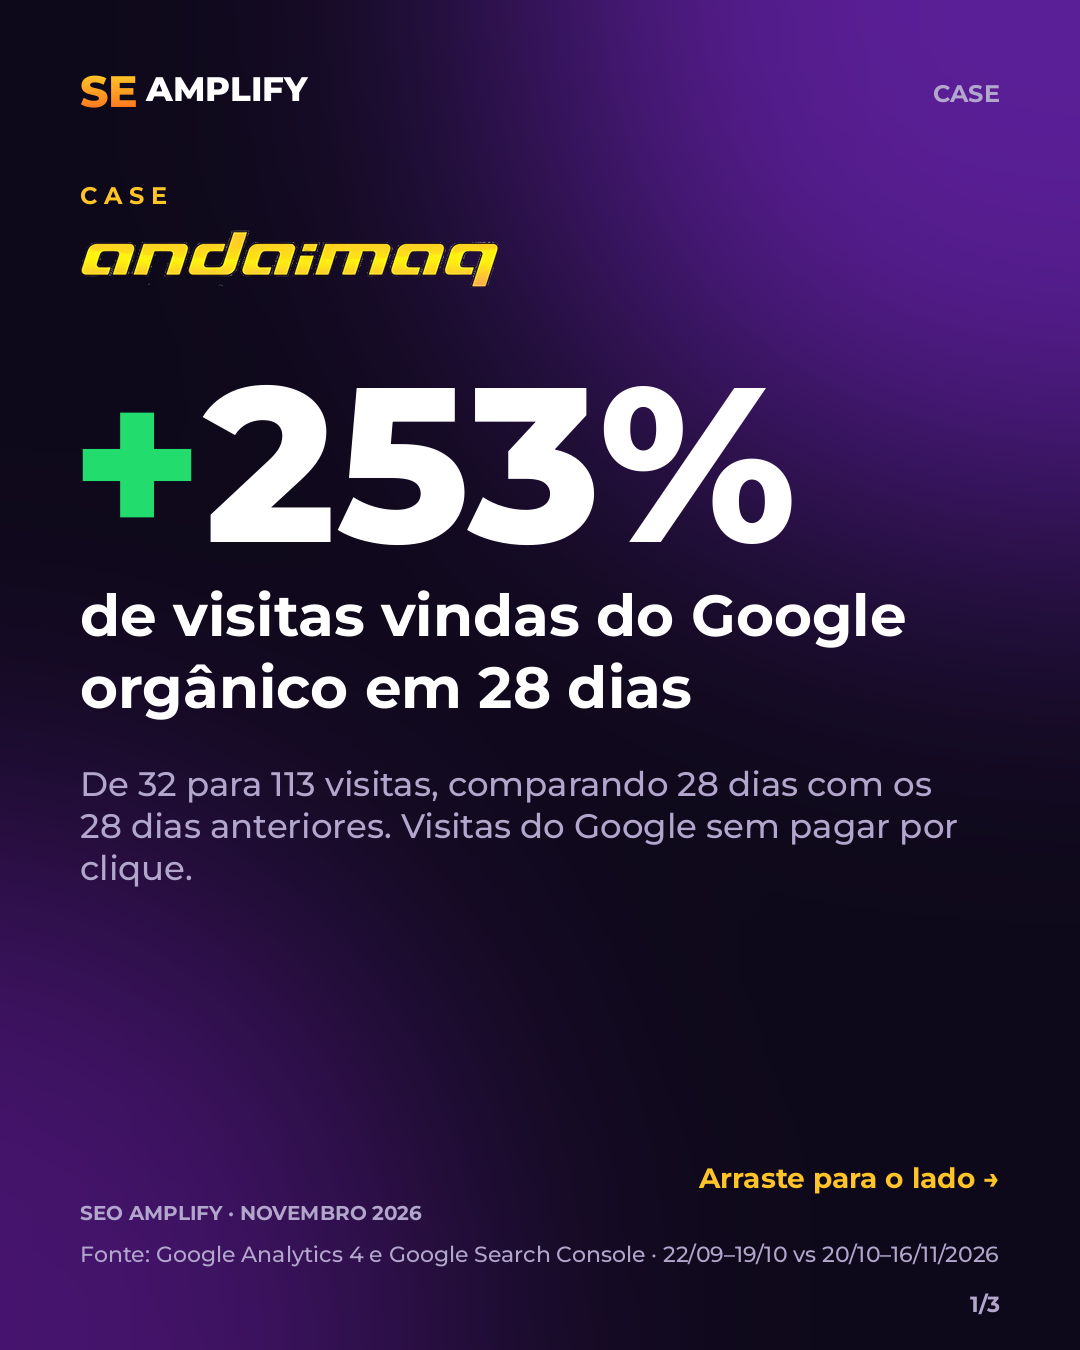 SE AMPLIFY
CASE
CASE
andaimaq
+253%
de visitas vindas do Google
orgânico em 28 dias
De 32 para 113 visitas, comparando 28 dias com os
28 dias anteriores. Visitas do Google sem pagar por
clique.
Arraste para o lado →
SEO AMPLIFY · NOVEMBRO 2026
Fonte: Google Analytics 4 e Google Search Console · 22/09–19/10 vs 20/10–16/11/2026
1/3